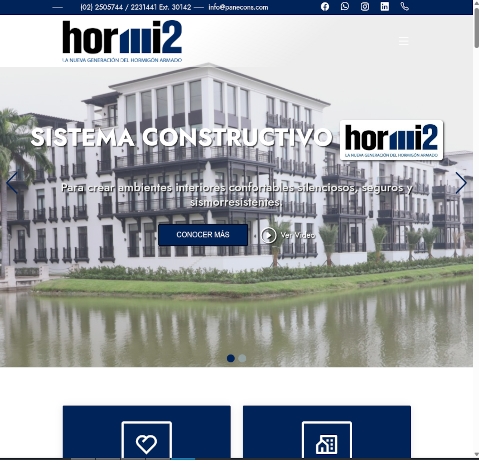 (02) 2505744 / 2231441 Ext. 30142
info@panecons.com
hormi2
LA NUEVA GENERACIÓN DEL HORMIGÓN ARMADO
SISTEMA CONSTRUCTIVO
hormi2
LA NUEVA GENERACIÓN DEL HORMIGÓN ARMADO
Para crear ambientes interiores confortables silenciosos, seguros y
sismorresistentes.
CONOCER MÁS
Ver Video